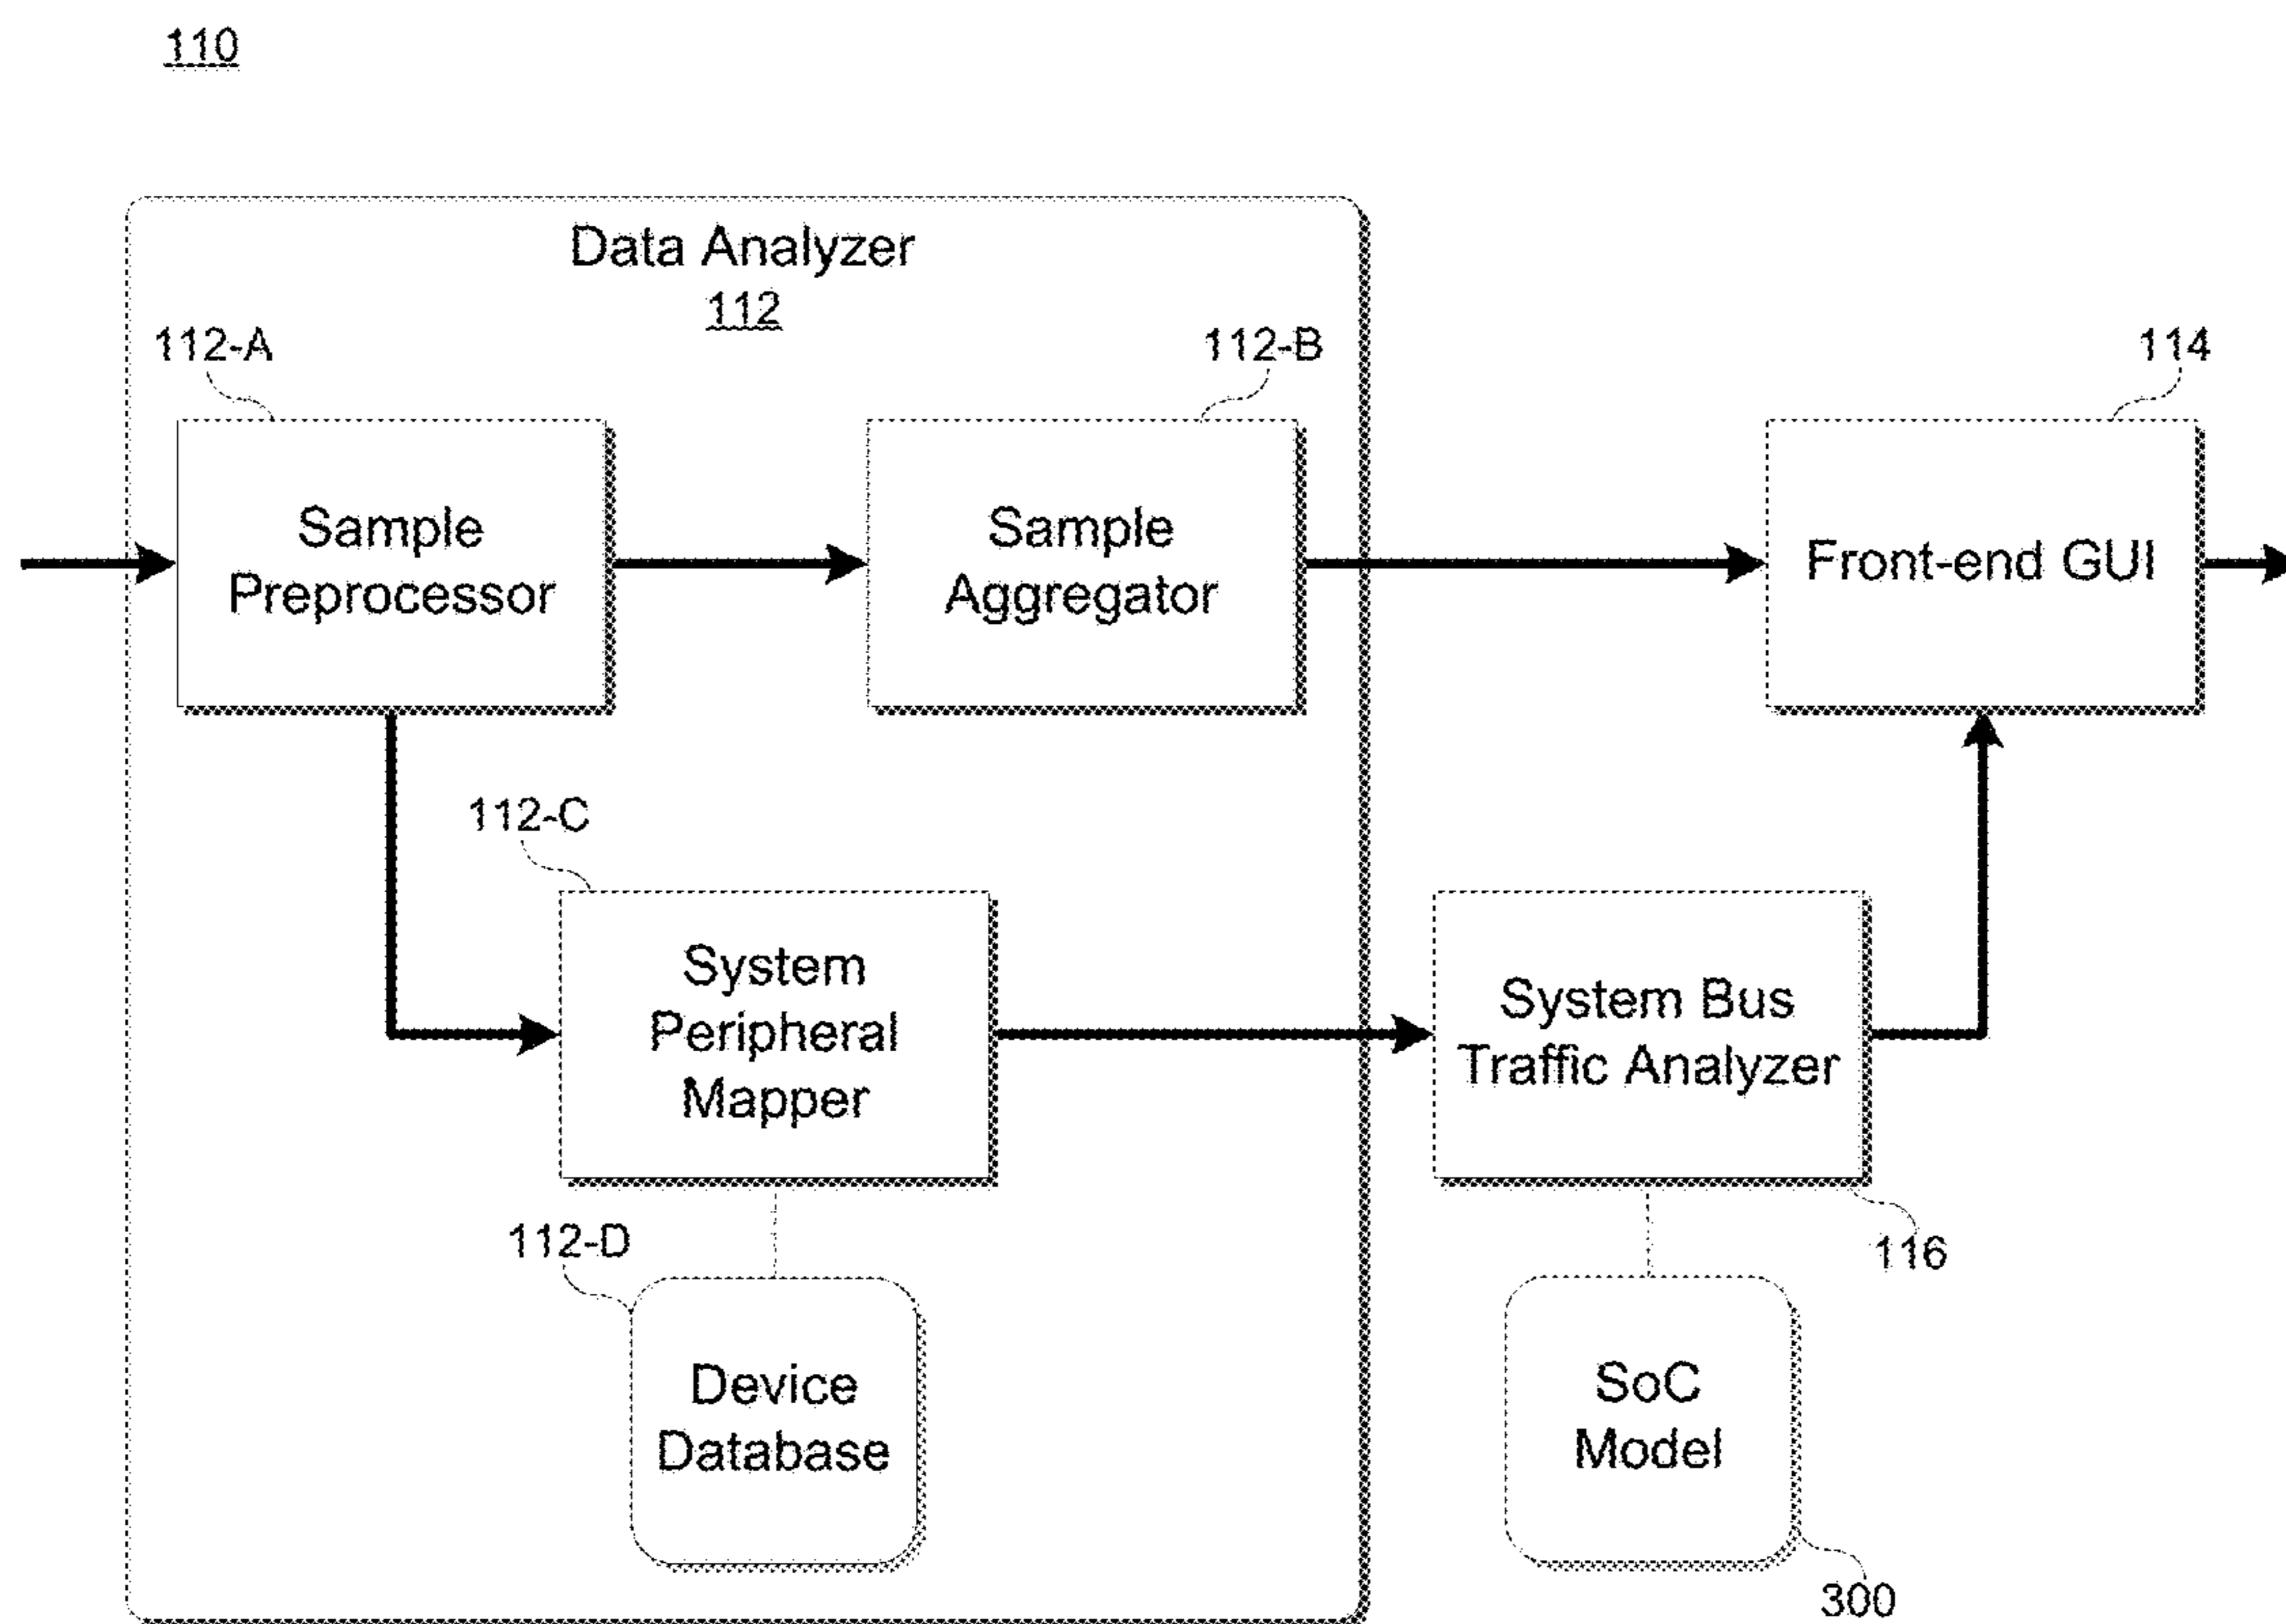 110
Data Analyzer
112
112-A
112-B
114
Sample
Preprocessor
Sample
Aggregator
Front-end GUI
112-C
System
Peripheral
Mapper
System Bus
Traffic Analyzer
112-D
116
Device
Database
SoC
Model
300